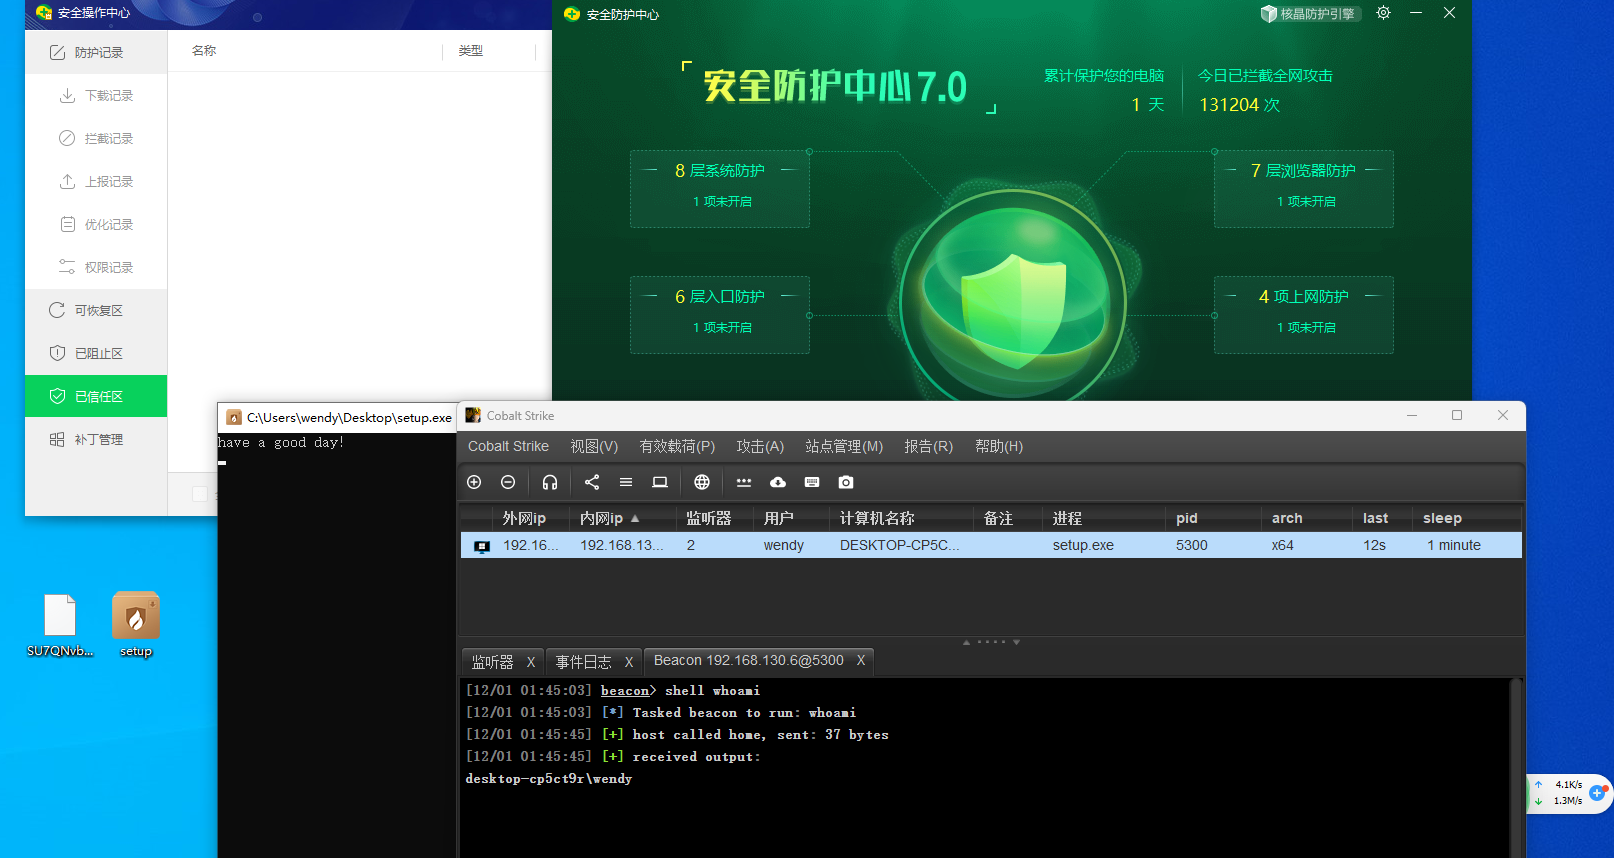 安全操作中心
防护记录
下载记录
拦截记录
上报记录
优化记录
权限记录
可恢复区
已阻止区
已信任区
补丁管理
名称
类型
安全防护中心
核晶防护引擎
安全防护中心 7.0
累计保护您的电脑
1 天
今日已拦截全网攻击
131204 次
8 层系统防护
1 项未开启
7 层浏览器防护
1 项未开启
6 层入口防护
1 项未开启
4 项上网防护
1 项未开启
C:\Users\wendy\Desktop\setup.exe
have a good day!
Cobalt Strike
Cobalt Strike 视图(V) 有效载荷(P) 攻击(A) 站点管理(M) 报告(R) 帮助(H)
外网ip 内网ip 监听器 用户 计算机名称 备注 进程 pid arch last sleep
192.16... 192.168.13... 2 wendy DESKTOP-CP5C... setup.exe 5300 x64 12s 1 minute
监听器 X 事件日志 X Beacon 192.168.130.6@5300 X
[12/01 01:45:03] beacon> shell whoami
[12/01 01:45:03] [*] Tasked beacon to run: whoami
[12/01 01:45:45] [+] host called home, sent: 37 bytes
[12/01 01:45:45] [+] received output:
desktop-cp5ct9r\wendy
SU7QNvb...
setup
4.1K/s
1.3M/s